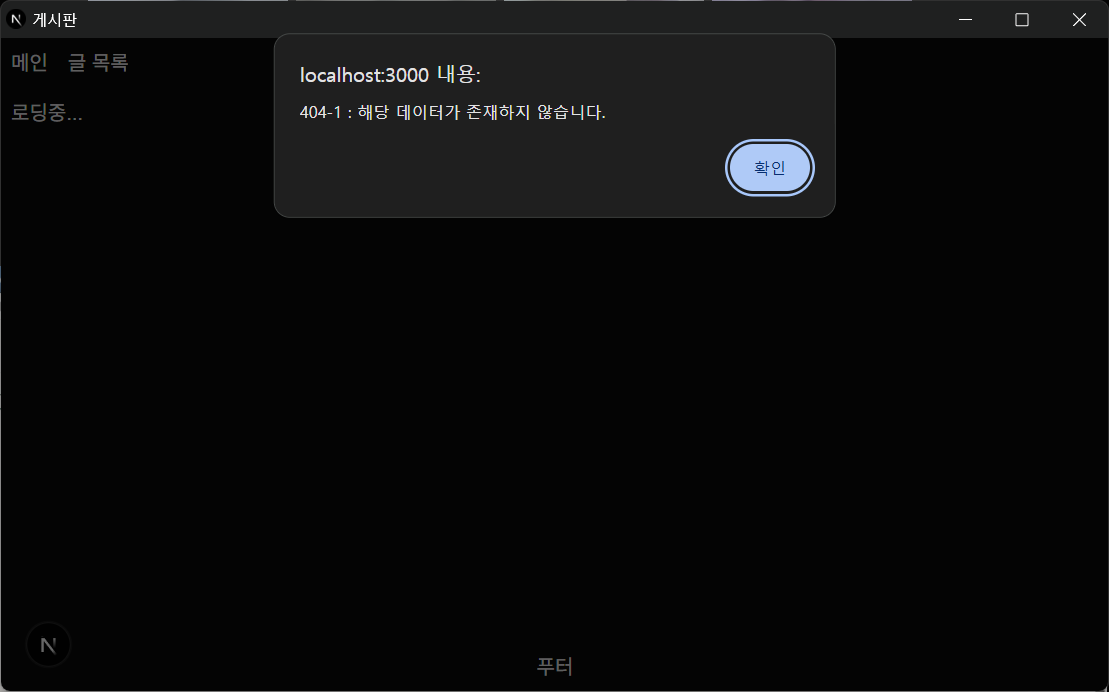 게시판
localhost:3000 내용:
404-1 : 해당 데이터가 존재하지 않습니다.
확인
메인 글 목록
로딩중...
N
푸터